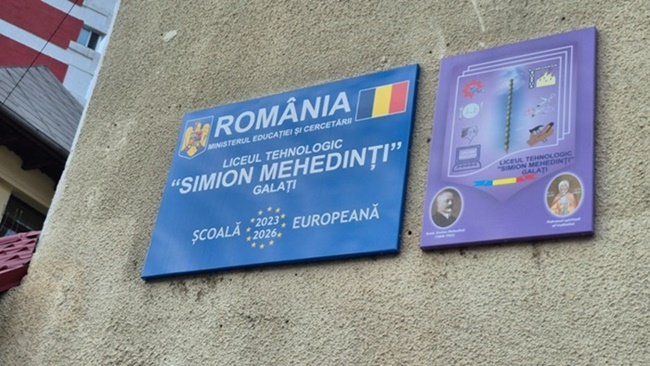 ROMÂNIA
MINISTERUL EDUCAȚIEI ȘI CERCETĂRII
LICEUL TEHNOLOGIC
"SIMION MEHEDINȚI"
GALAȚI
ȘCOALĂ 2023 2026 EUROPEANĂ
LICEUL TEHNOLOGIC
"SIMION MEHEDINȚI"
GALAȚI